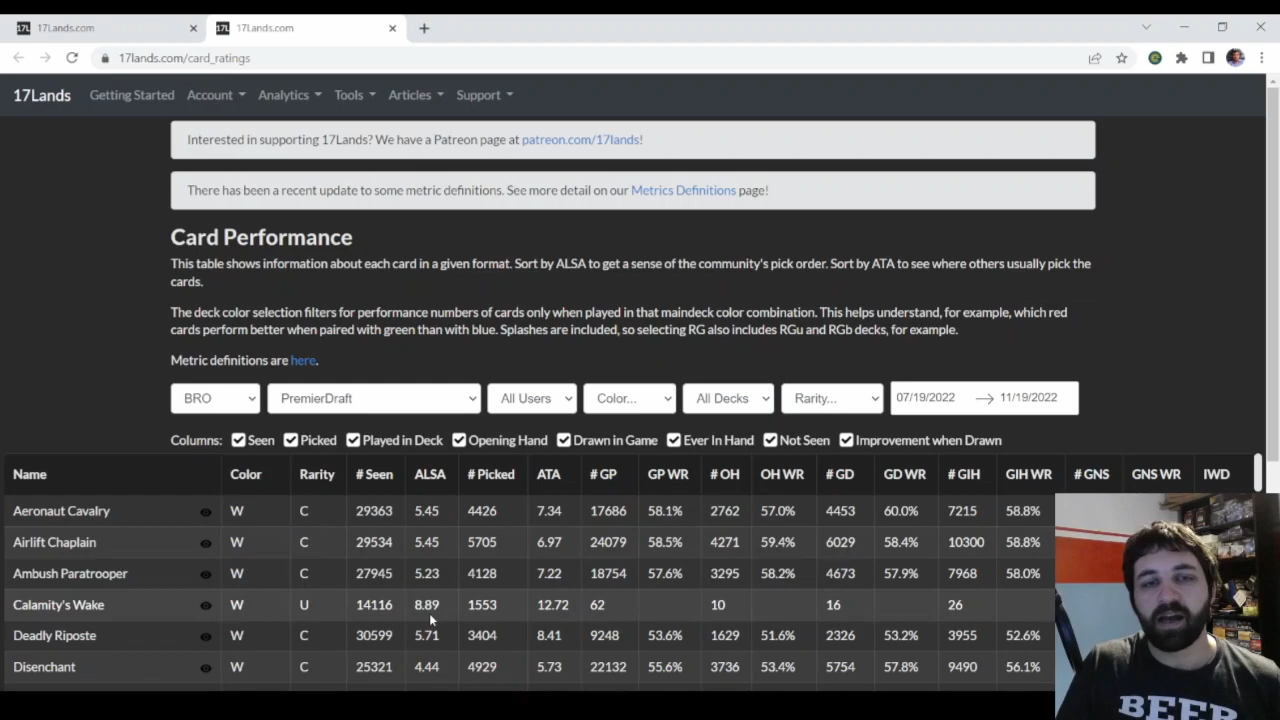 17Lands.com
17Lands.com
17lands.com/card_ratings
17Lands Getting Started Account Analytics Tools Articles Support
Interested in supporting 17Lands? We have a Patreon page at patreon.com/17lands!
There has been a recent update to some metric definitions. See more detail on our Metrics Definitions page!
Card Performance
This table shows information about each card in a given format. Sort by ALSA to get a sense of the community's pick order. Sort by ATA to see where others usually pick the
cards.
The deck color selection filters for performance numbers of cards only when played in that maindeck color combination. This helps understand, for example, which red
cards perform better when paired with green than with blue. Splashes are included, so selecting RG also includes RGu and RGb decks, for example.
Metric definitions are here.
BRO PremierDraft All Users Color... All Decks Rarity... 07/19/2022 → 11/19/2022
Columns: Seen Picked Played in Deck Opening Hand Drawn in Game Ever In Hand Not Seen Improvement when Drawn
Name Color Rarity # Seen ALSA # Picked ATA # GP GP WR # OH OH WR # GD GD WR # GIH GIH WR # GNS GNS WR IWD
Aeronaut Cavalry W C 29363 5.45 4426 7.34 17686 58.1% 2762 57.0% 4453 60.0% 7215 58.8%
Airlift Chaplain W C 29534 5.45 5705 6.97 24079 58.5% 4271 59.4% 6029 58.4% 10300 58.8%
Ambush Paratrooper W C 27945 5.23 4128 7.22 18754 57.6% 3295 58.2% 4673 57.9% 7968 58.0%
Calamity's Wake W U 14116 8.89 1553 12.72 62 10 16 26
Deadly Riposte W C 30599 5.71 3404 8.41 9248 53.6% 1629 51.6% 2326 53.2% 3955 52.6%
Disenchant W C 25321 4.44 4929 5.73 22132 55.6% 3736 53.4% 5754 57.8% 9490 56.1%
BEER